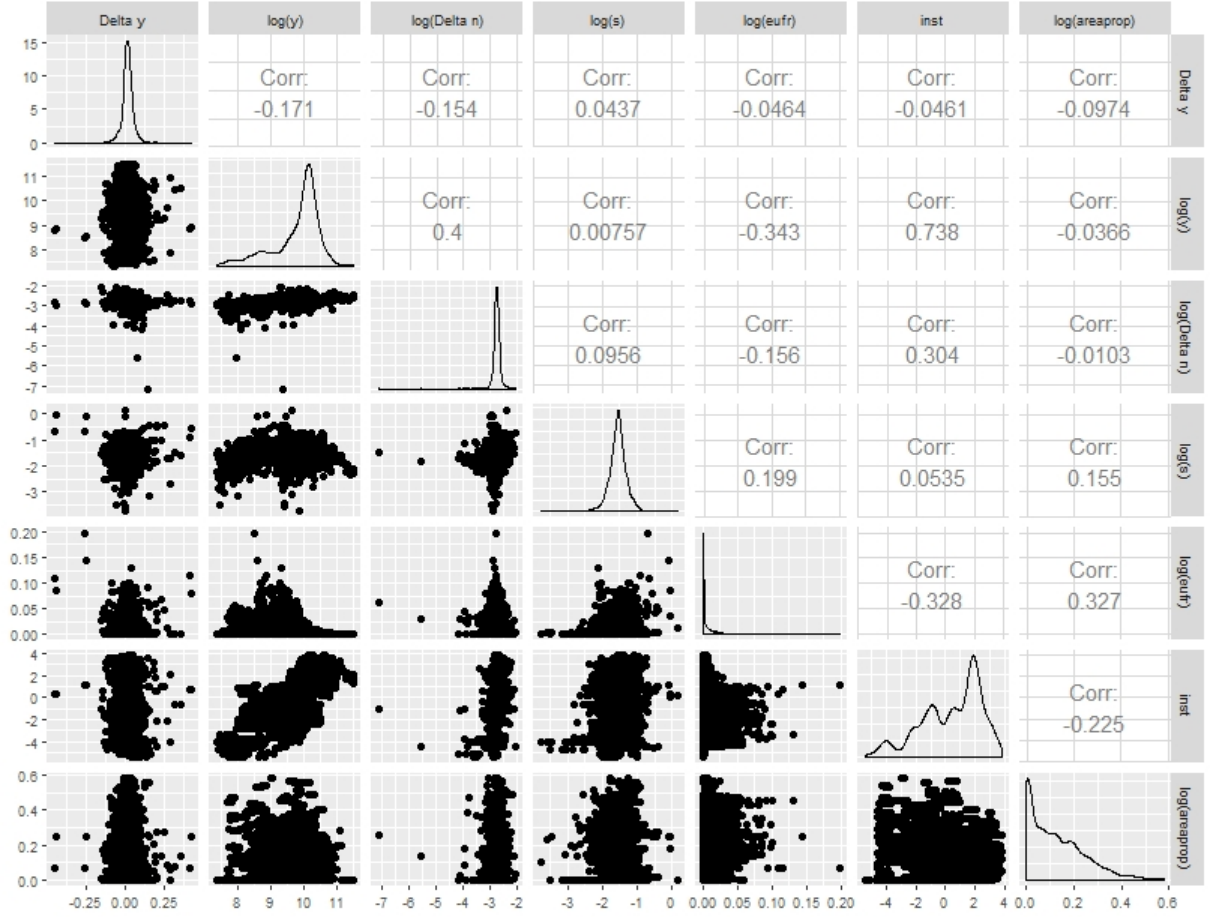 Delta y log(y) log(Delta n) log(s) log(eufr) inst log(areaprop)
15
10
5
0
Corr:
-0.171
Corr:
-0.154
Corr:
0.0437
Corr:
-0.0464
Corr:
-0.0461
Corr:
-0.0974
Delta y
11
10
9
8
Corr:
0.4
Corr:
0.00757
Corr:
-0.343
Corr:
0.738
Corr:
-0.0366
log(y)
-2
-3
-4
-5
-6
-7
Corr:
0.0956
Corr:
-0.156
Corr:
0.304
Corr:
-0.0103
log(Delta n)
0
-1
-2
-3
Corr:
0.199
Corr:
0.0535
Corr:
0.155
log(s)
0.20
0.15
0.10
0.05
0.00
Corr:
-0.328
Corr:
0.327
log(eufr)
4
2
0
-2
-4
Corr:
-0.225
inst
0.6
0.4
0.2
0.0
log(areaprop)
-0.25 0.00 0.25 8 9 10 11 -7 -6 -5 -4 -3 -2 -3 -2 -1 0 0.00 0.05 0.10 0.15 0.20 -4 -2 0 2 4 0.0 0.2 0.4 0.6